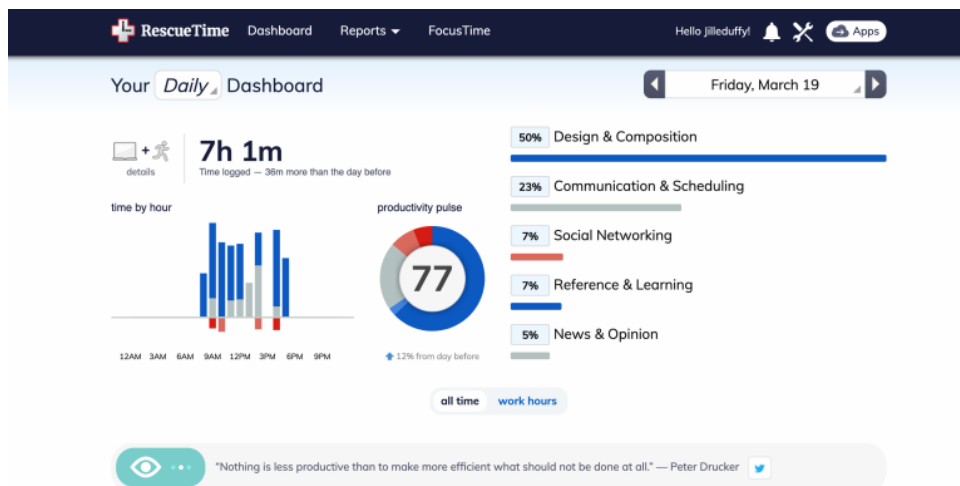 RescueTime Dashboard Reports FocusTime Hello jilleduffy! Apps
Your Daily Dashboard
Friday, March 19
details
7h 1m
Time logged — 36m more than the day before
time by hour
12AM 3AM 6AM 9AM 12PM 3PM 6PM 9PM
productivity pulse
77
12% from day before
50% Design & Composition
23% Communication & Scheduling
7% Social Networking
7% Reference & Learning
5% News & Opinion
all time work hours
"Nothing is less productive than to make more efficient what should not be done at all." — Peter Drucker